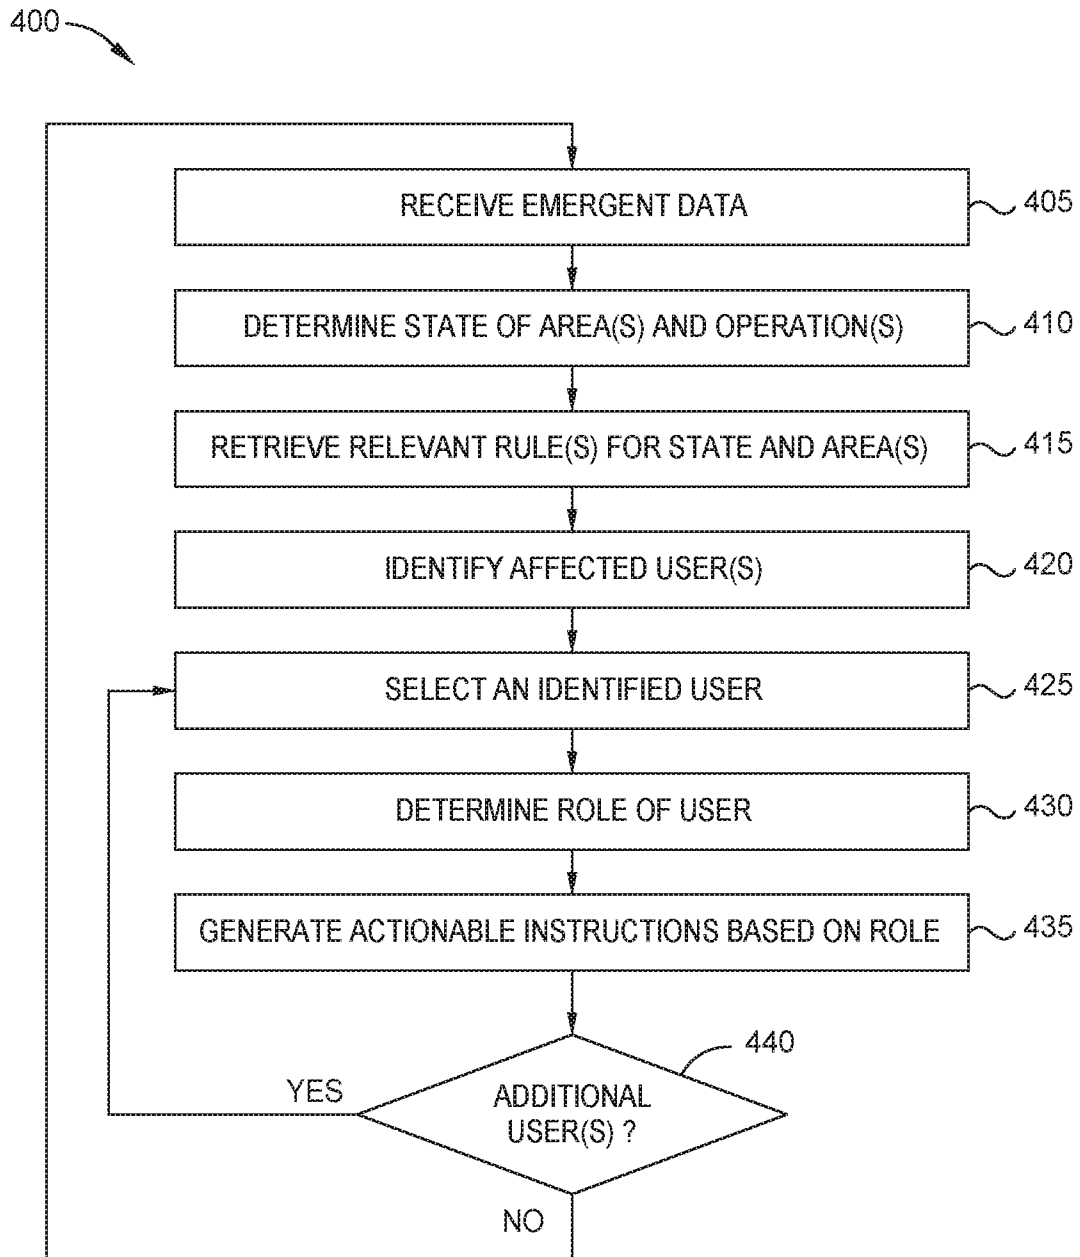 400
RECEIVE EMERGENT DATA
405
DETERMINE STATE OF AREA(S) AND OPERATION(S)
410
RETRIEVE RELEVANT RULE(S) FOR STATE AND AREA(S)
415
IDENTIFY AFFECTED USER(S)
420
SELECT AN IDENTIFIED USER
425
DETERMINE ROLE OF USER
430
GENERATE ACTIONABLE INSTRUCTIONS BASED ON ROLE
435
440
YES
ADDITIONAL
USER(S) ?
NO